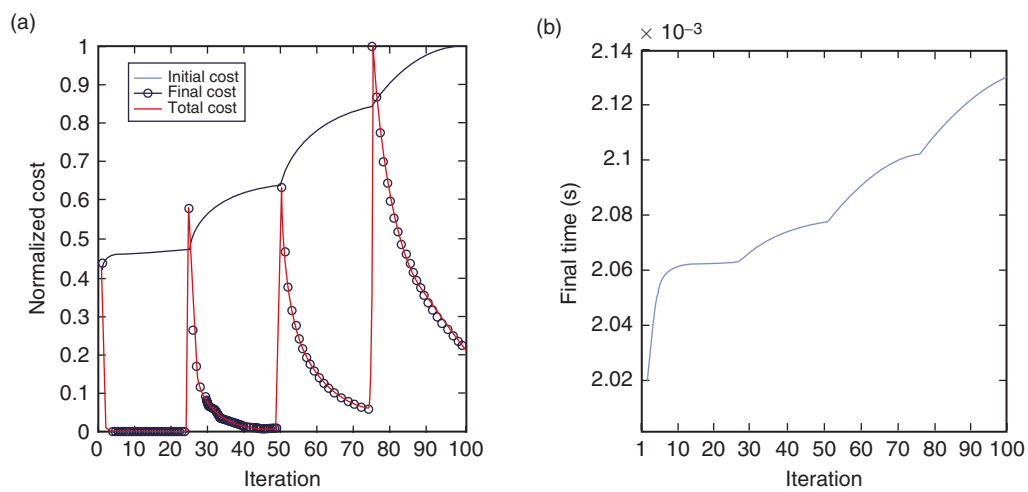 (a)
1
0.9
0.8
0.7
0.6
0.5
0.4
0.3
0.2
0.1
0
Normalized cost
Initial cost
Final cost
Total cost
0 10 20 30 40 50 60 70 80 90 100
Iteration
(b)
× 10⁻³
2.14
2.12
2.1
2.08
2.06
2.04
2.02
Final time (s)
1 10 20 30 40 50 60 70 80 90 100
Iteration